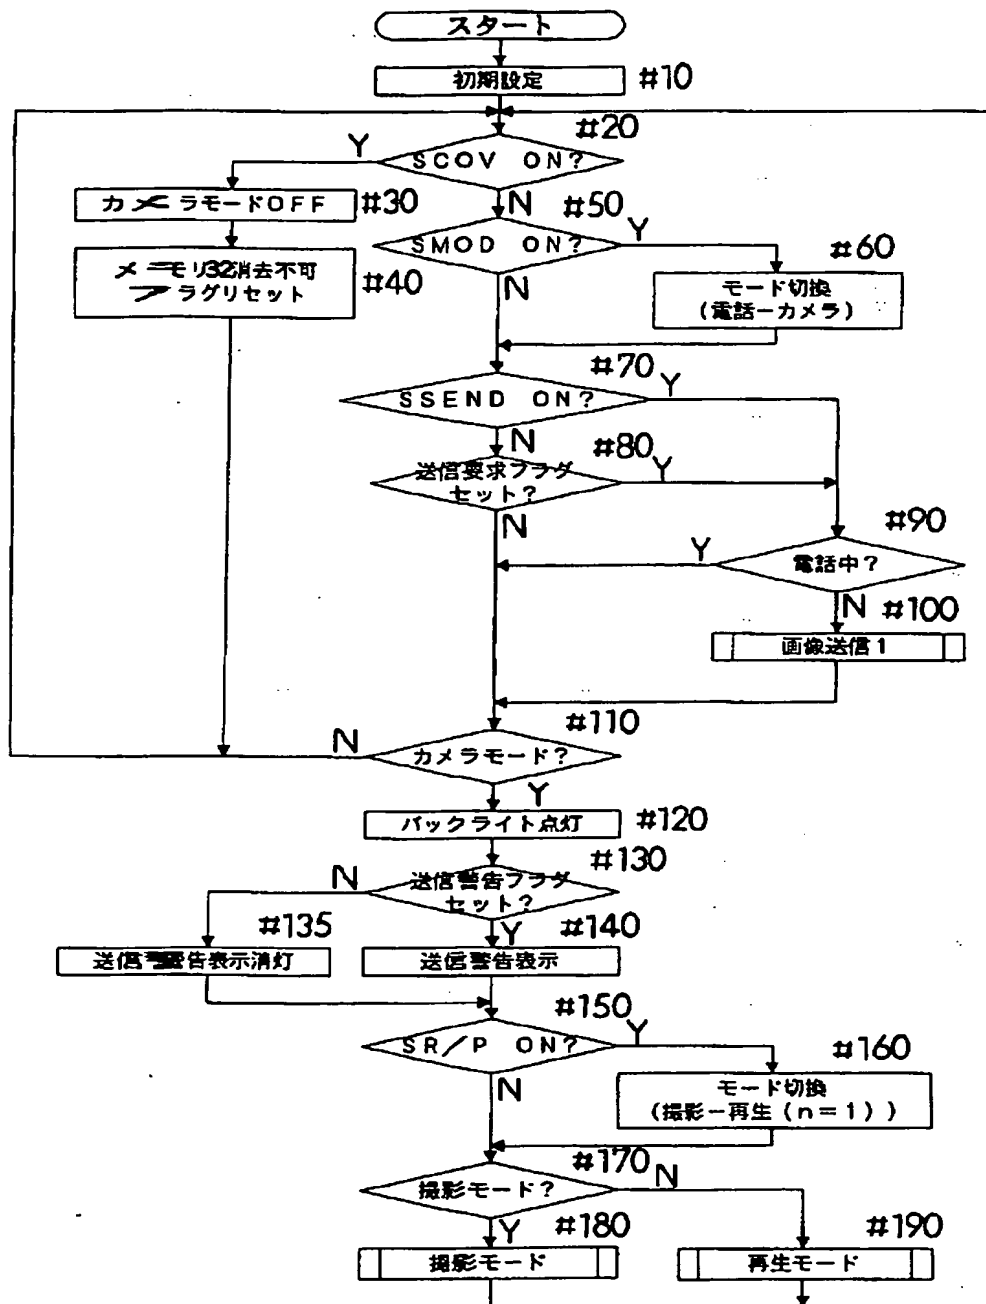 スタート
初期設定 #10
#20
Y
SCOV ON?
N
カメラモードOFF #30
#50
SMOD ON?
Y
N
メモリ32消去不可
フラグリセット
#40
#60
モード切換
(電話-カメラ)
#70
SSEND ON?
Y
N
#80
送信要求フラグ
セット?
Y
N
#90
電話中?
Y
N
#100
画像送信1
#110
カメラモード?
N
Y
バックライト点灯 #120
#130
送信警告フラグ
セット?
N
Y
#135
送信警告表示消灯
#140
送信警告表示
#150
SR/P ON?
Y
N
#160
モード切換
(撮影-再生(n=1))
#170
撮影モード?
N
Y
#180
撮影モード
#190
再生モード